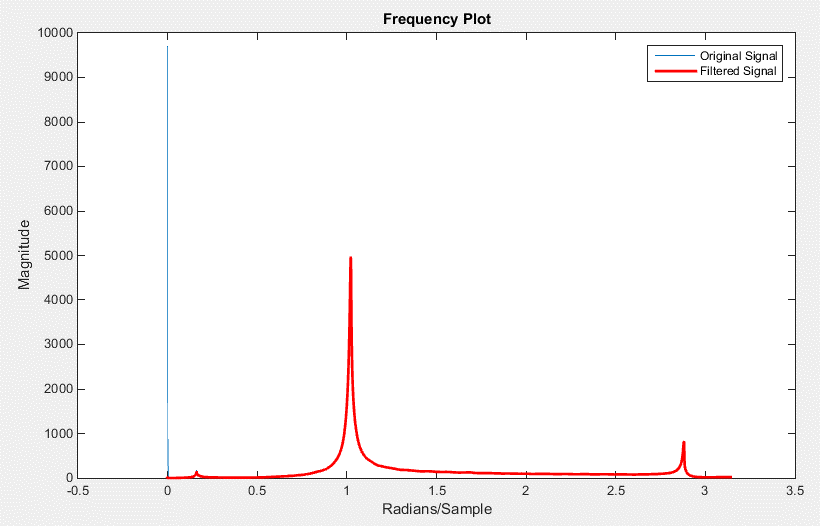 Frequency Plot
10000
9000
8000
7000
6000
5000
4000
3000
2000
1000
0
Magnitude
Original Signal
Filtered Signal
-0.5 0 0.5 1 1.5 2 2.5 3 3.5
Radians/Sample